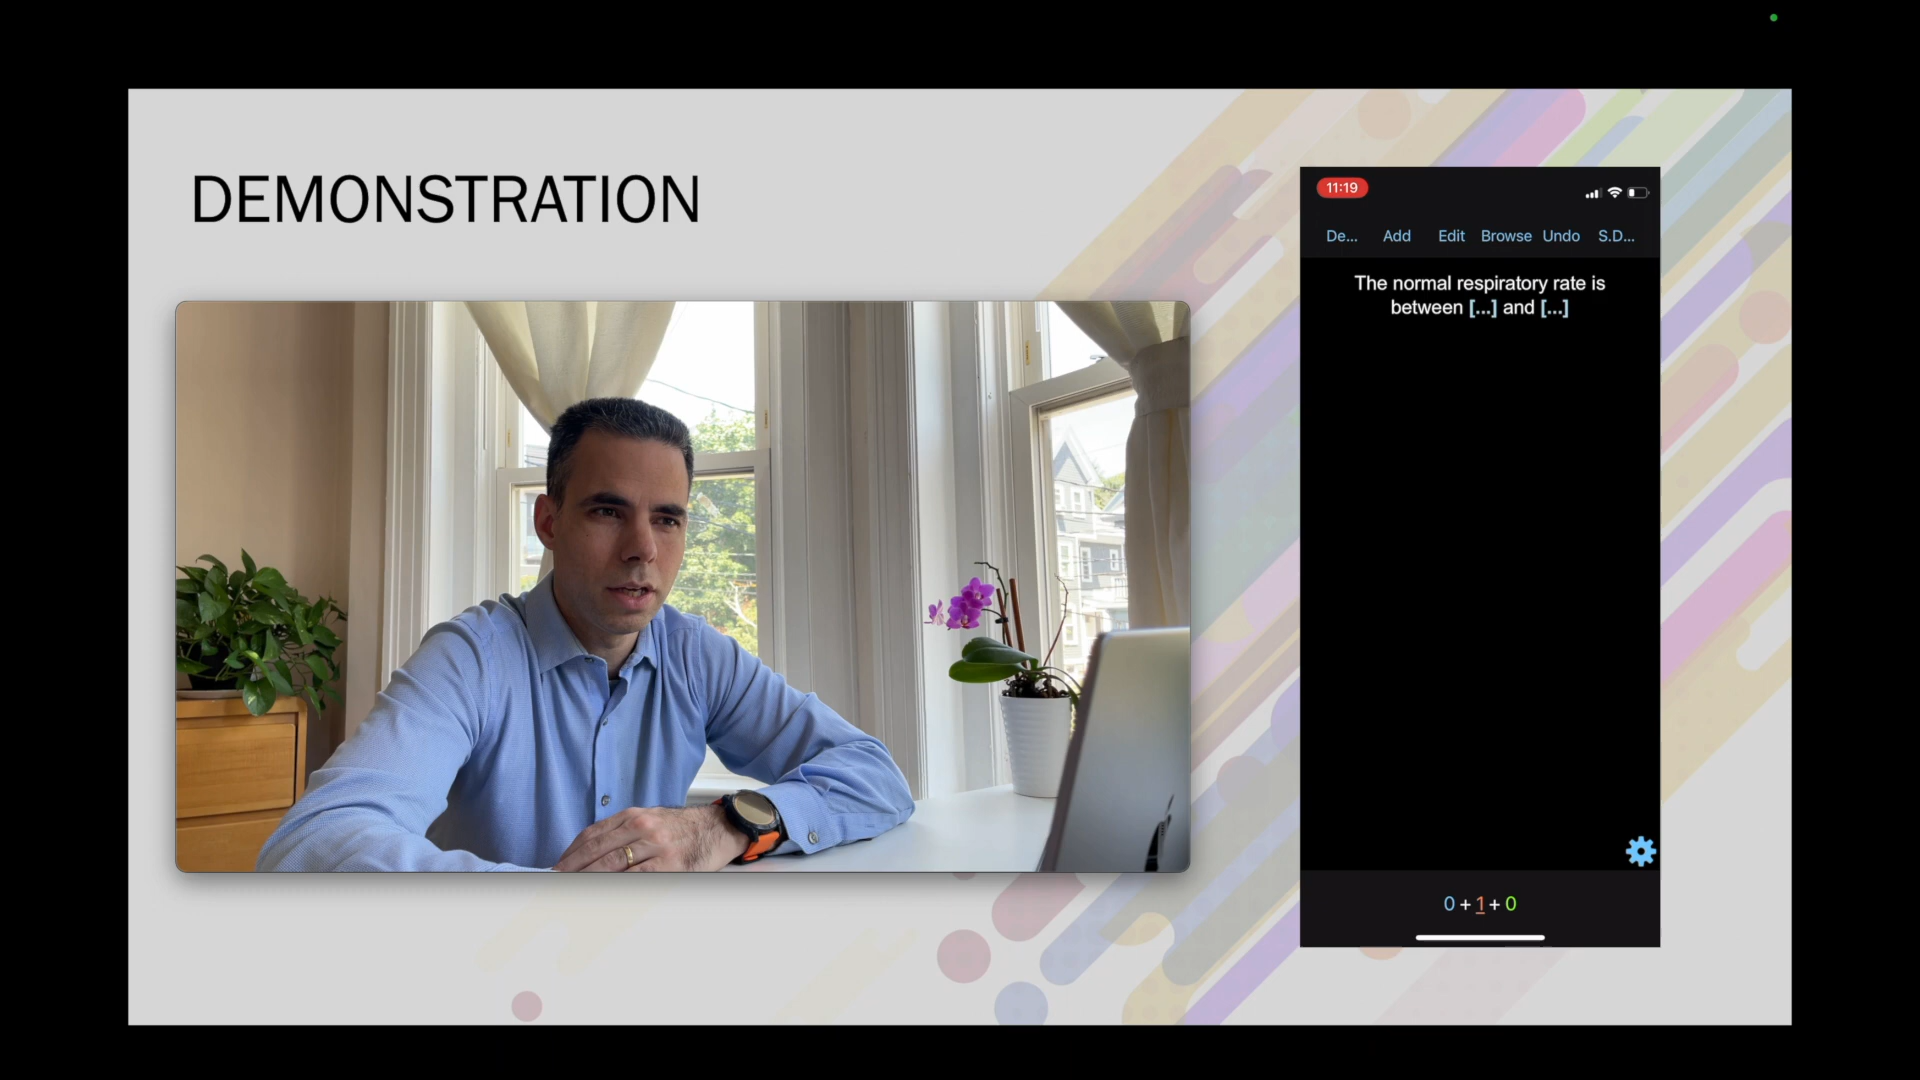 DEMONSTRATION
11:19
De... Add Edit Browse Undo S.D...
The normal respiratory rate is
between [...] and [...]
0 + 1 + 0